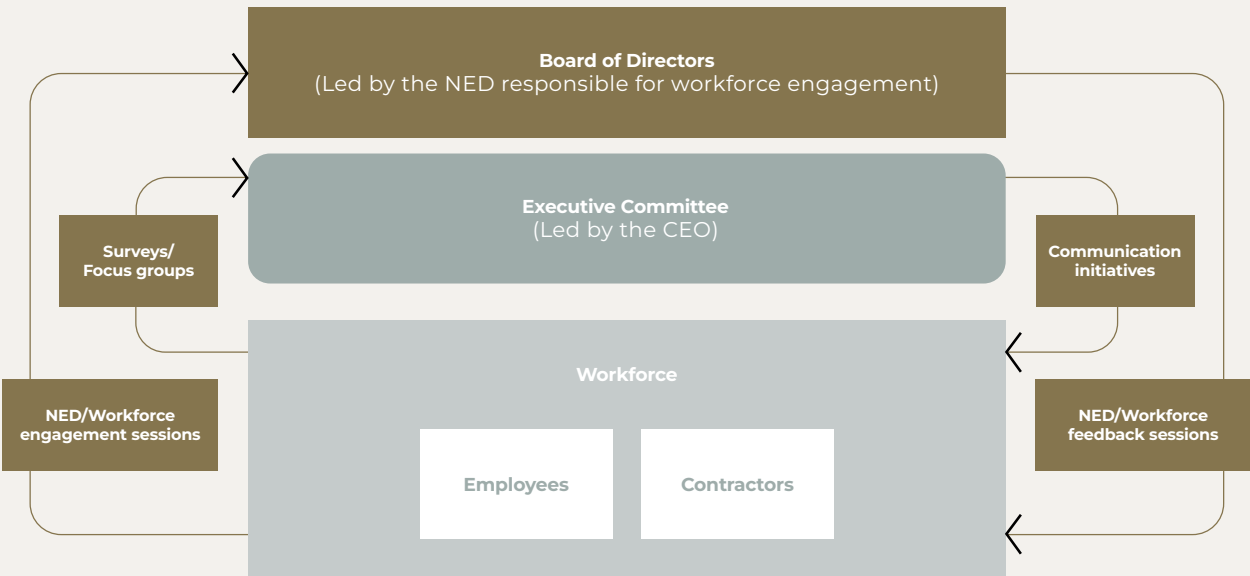 Board of Directors
(Led by the NED responsible for workforce engagement)
Executive Committee
(Led by the CEO)
Surveys/
Focus groups
Communication
initiatives
Workforce
NED/Workforce
engagement sessions
NED/Workforce
feedback sessions
Employees
Contractors